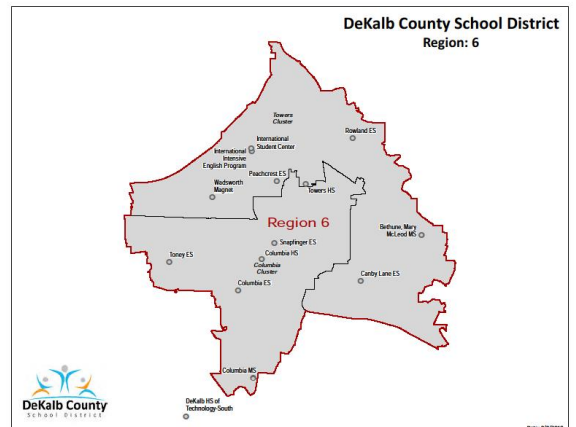 DeKalb County School District
Region: 6
Towers
Cluster
Rowland ES
International
Student Center
International
Intensive
English Program
Peachcrest ES
Towers HS
Wadsworth
Magnet
Region 6
Bethune, Mary
McLeod MS
Snapfinger ES
Toney ES
Columbia HS
Columbia
Cluster
Canby Lane ES
Columbia ES
Columbia MS
DeKalb HS of
Technology-South
DeKalb County
School District